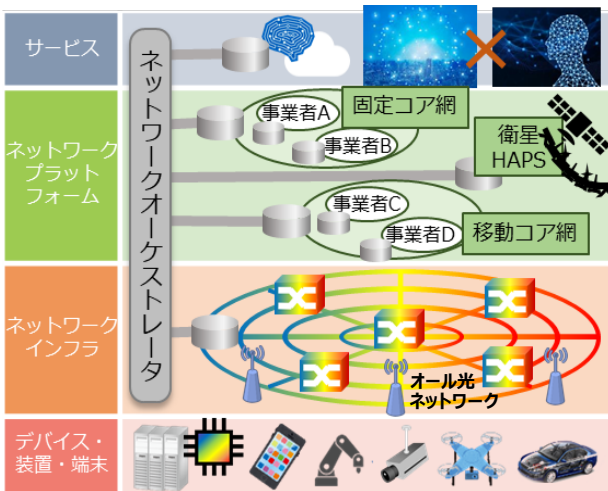 サービス
ネットワークオーケストレータ
ネットワーク
プラット
フォーム
事業者A
固定コア網
事業者B
衛星
HAPS
事業者C
事業者D
移動コア網
ネットワーク
インフラ
オール光
ネットワーク
デバイス・
装置・端末